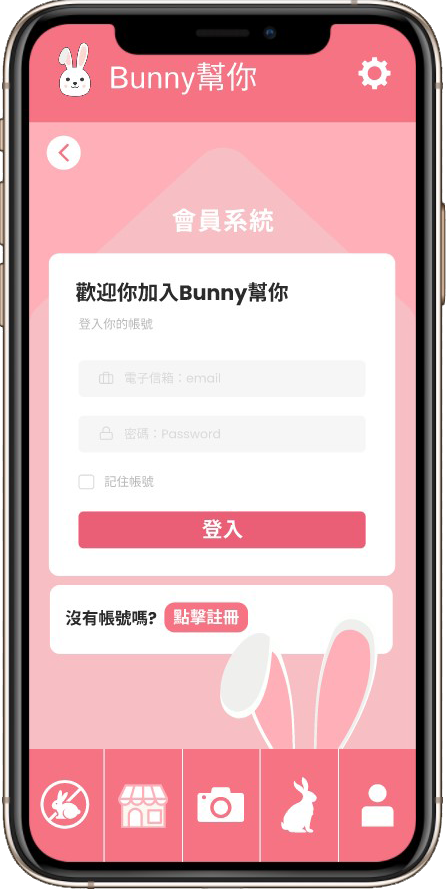 Bunny幫你
會員系統
歡迎你加入Bunny幫你
登入你的帳號
電子信箱：email
密碼：Password
記住帳號
登入
沒有帳號嗎? 點擊註冊